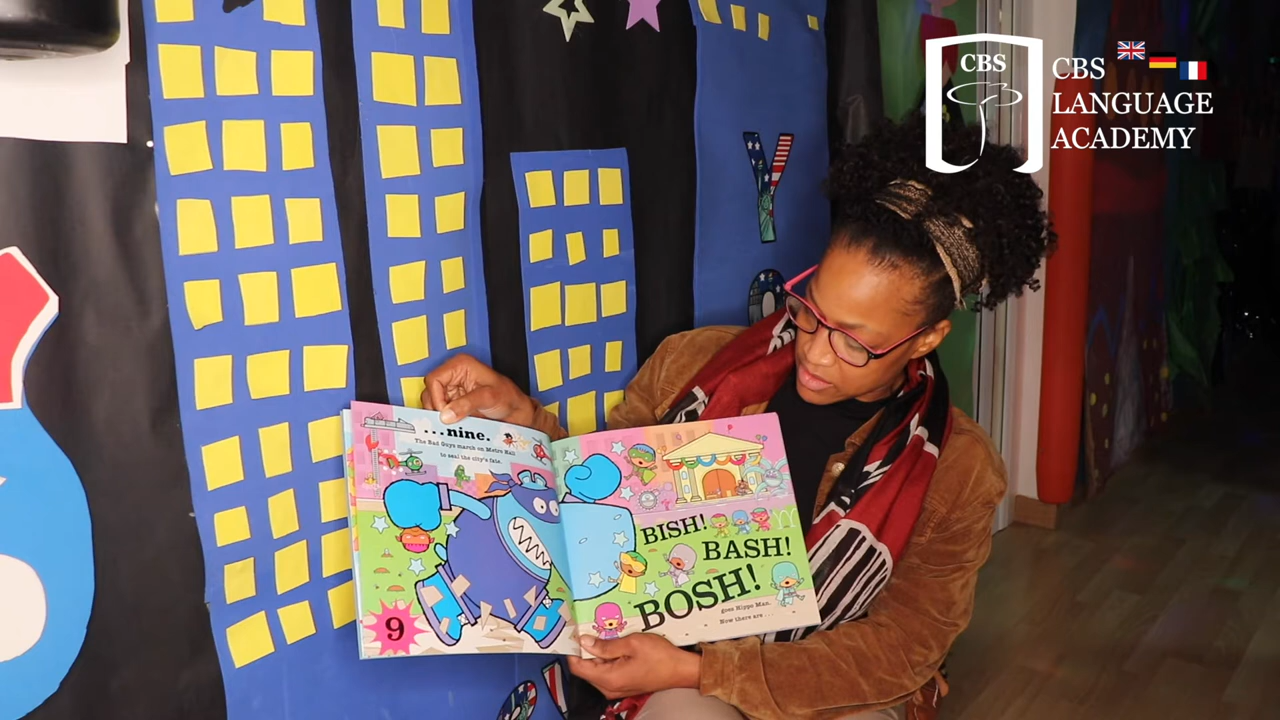 CBS
CBS
LANGUAGE
ACADEMY
Y
O
...nine.
The Bad Guys march on Metro Hall
to seal the city's fate.
9
BISH!
BASH!
BOSH!
goes Hippo Man.
Now there are . .